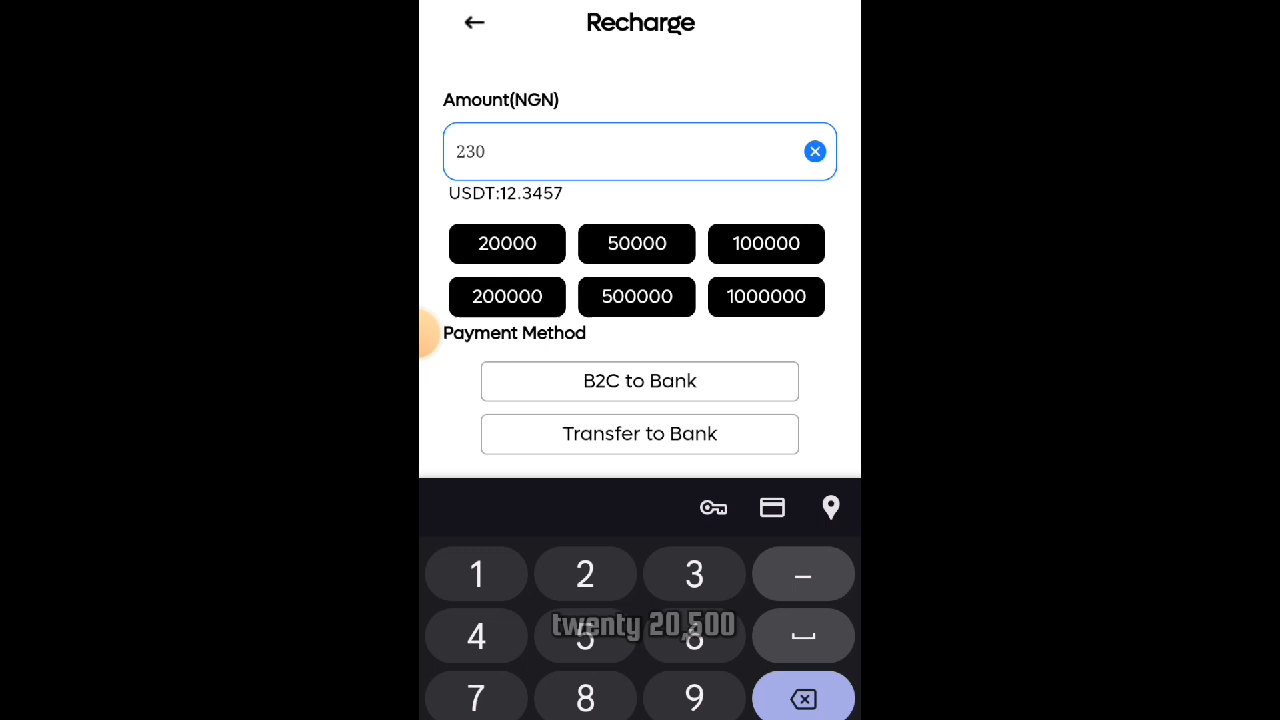 Recharge
Amount(NGN)
230
USDT:12.3457
20000 50000 100000
200000 500000 1000000
Payment Method
B2C to Bank
Transfer to Bank
1 2 3 –
4 5 6
twenty 20,500
7 8 9